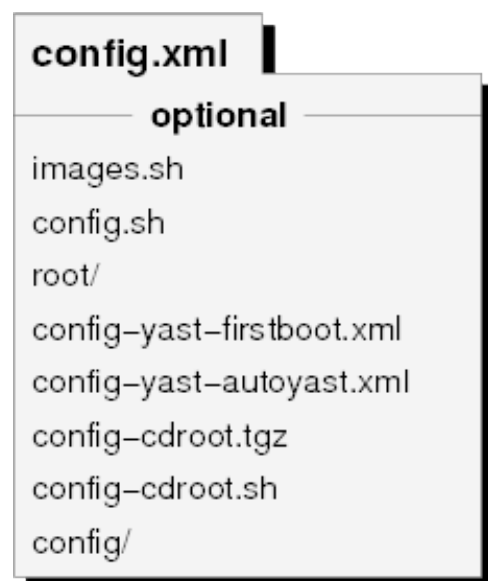 config.xml
optional
images.sh
config.sh
root/
config–yast–firstboot.xml
config–yast–autoyast.xml
config–cdroot.tgz
config–cdroot.sh
config/